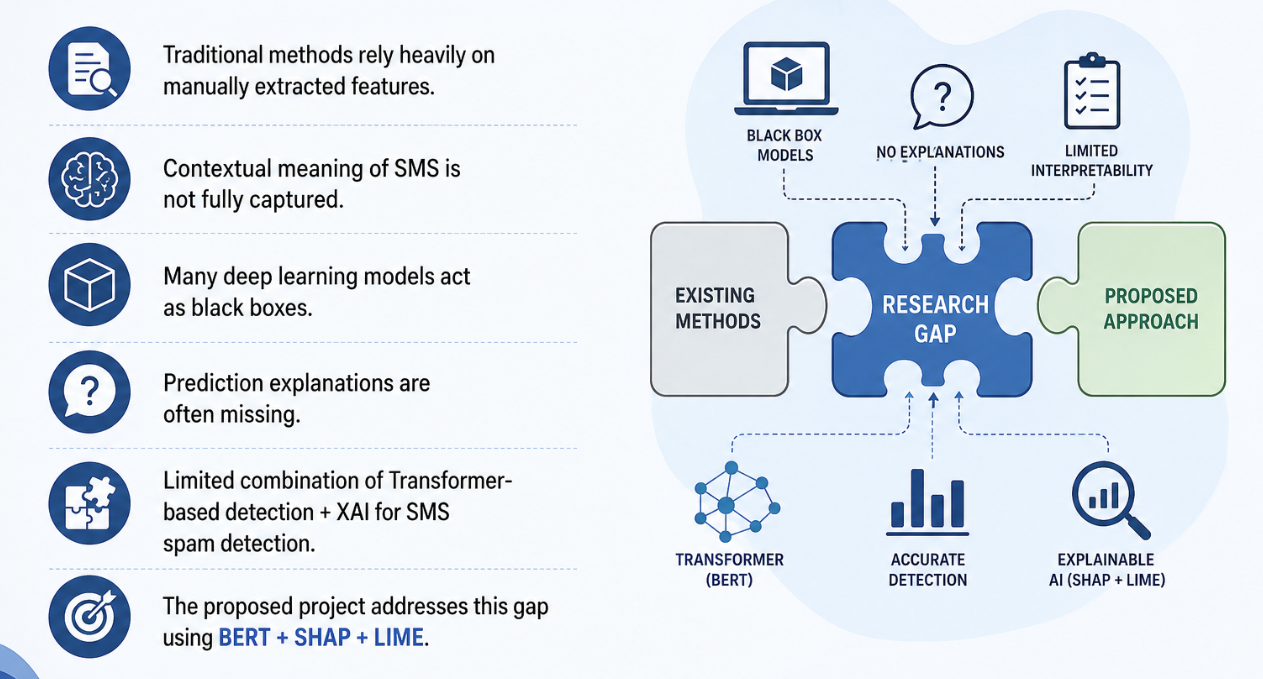 Traditional methods rely heavily on
manually extracted features.
Contextual meaning of SMS is
not fully captured.
Many deep learning models act
as black boxes.
Prediction explanations are
often missing.
Limited combination of Transformer-
based detection + XAI for SMS
spam detection.
The proposed project addresses this gap
using BERT + SHAP + LIME.
BLACK BOX
MODELS
NO EXPLANATIONS
LIMITED
INTERPRETABILITY
EXISTING
METHODS
RESEARCH
GAP
PROPOSED
APPROACH
TRANSFORMER
(BERT)
ACCURATE
DETECTION
EXPLAINABLE
AI (SHAP + LIME)